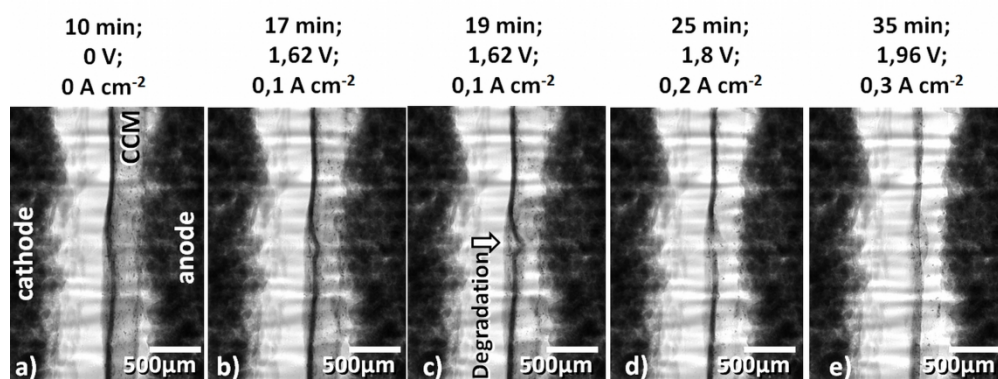 10 min;
0 V;
0 A cm⁻²
17 min;
1,62 V;
0,1 A cm⁻²
19 min;
1,62 V;
0,1 A cm⁻²
25 min;
1,8 V;
0,2 A cm⁻²
35 min;
1,96 V;
0,3 A cm⁻²
cathode
CCM
anode
a) 500µm
b) 500µm
Degradation
c) 500µm
d) 500µm
e) 500µm